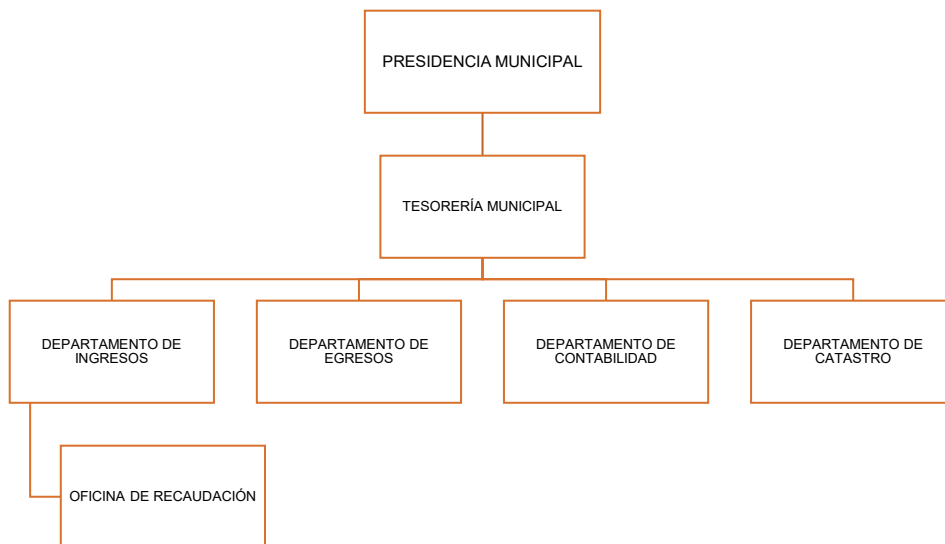 PRESIDENCIA MUNICIPAL
TESORERÍA MUNICIPAL
DEPARTAMENTO DE
INGRESOS
DEPARTAMENTO DE
EGRESOS
DEPARTAMENTO DE
CONTABILIDAD
DEPARTAMENTO DE
CATASTRO
OFICINA DE RECAUDACIÓN